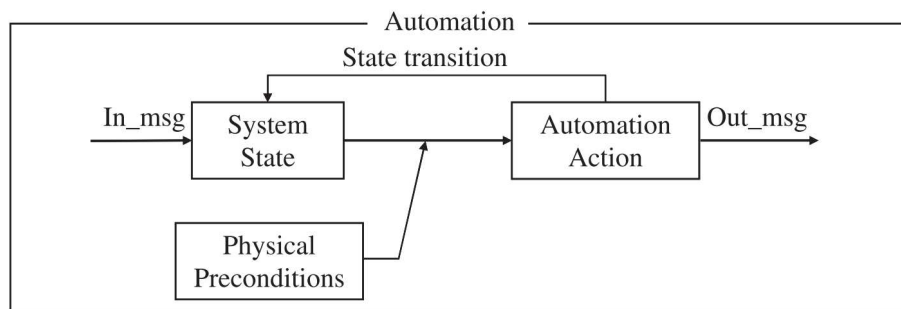 Automation
State transition
In_msg
System
State
Automation
Action
Out_msg
Physical
Preconditions